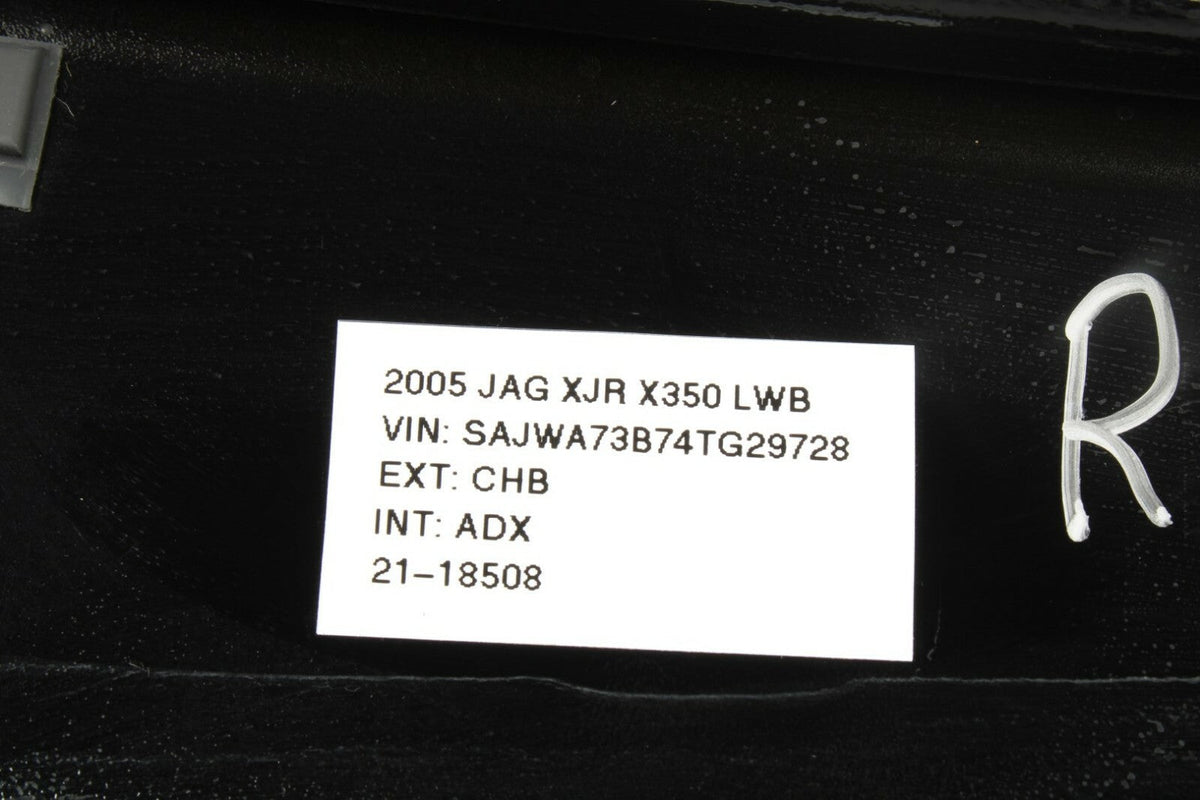 2005 JAG XJR X350 LWB
VIN: SAJWA73B74TG29728
EXT: CHB
INT: ADX
21-18508
R